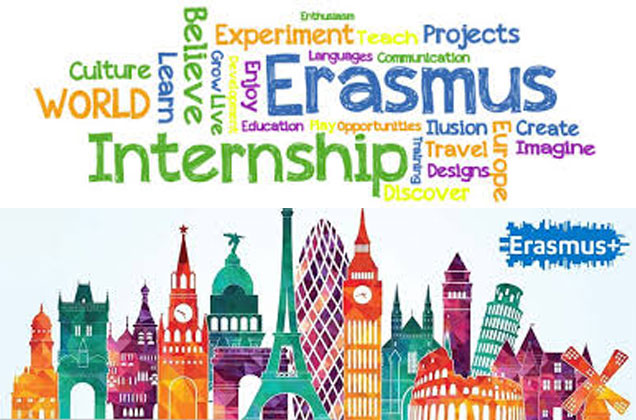 Enthusiasm
Experiment Teach Projects
Believe
Languages Communication
Culture
Learn
Grow Live
Development
Enjoy
Erasmus
WORLD
Education Play Opportunities Ilusion Create
Internship
Training
Travel
Europe
Imagine
Designs
Discover
Erasmus+